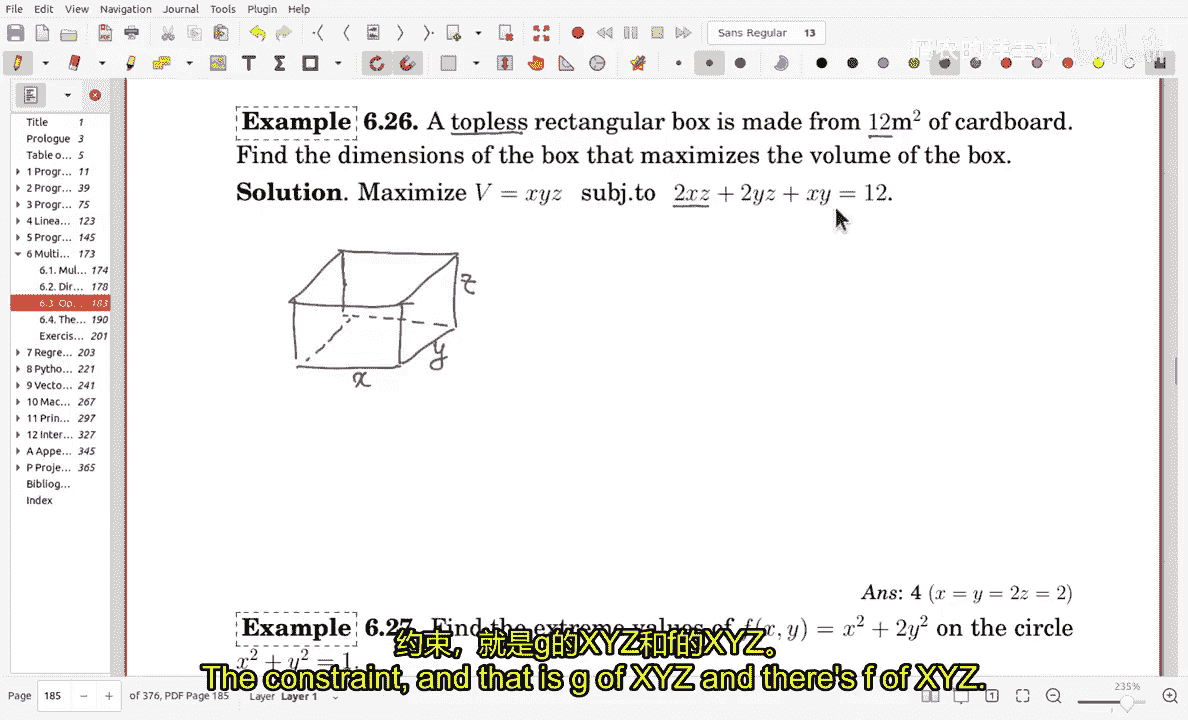 File Edit View Navigation Journal Tools Plugin Help
Sans Regular 13
Title 1
Prologue 3
Table o... 5
1 Progr... 11
2 Progr... 39
3 Progr... 75
4 Linea... 123
5 Progr... 145
6 Multi... 173
6.1. Mul... 174
6.2. Dir... 178
6.3. Op... 183
6.4. The... 190
Exercis... 201
7 Regre... 203
8 Pytho... 221
9 Vecto... 241
10 Mac... 267
11 Prin... 297
12 Inter... 327
A Appe... 345
P Proje... 365
Bibliog...
Index
Example 6.26. A topless rectangular box is made from 12m² of cardboard.
Find the dimensions of the box that maximizes the volume of the box.
Solution. Maximize V = xyz subj.to 2xz + 2yz + xy = 12.
z
y
x
Ans: 4 (x = y = 2z = 2)
Example 6.27. Find the extreme values of f(x, y) = x² + 2y² on the circle
x² + y² = 1.
约束，就是g的XYZ和f的XYZ。
The constraint, and that is g of XYZ and there's f of XYZ.
Page 185 of 376, PDF Page 185 Layer Layer 1 235%